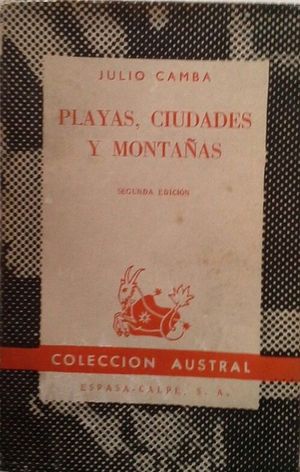 JULIO CAMBA
PLAYAS, CIUDADES
Y MONTAÑAS
SEGUNDA EDICIÓN
COLECCION AUSTRAL
ESPASA-CALPE, S. A.